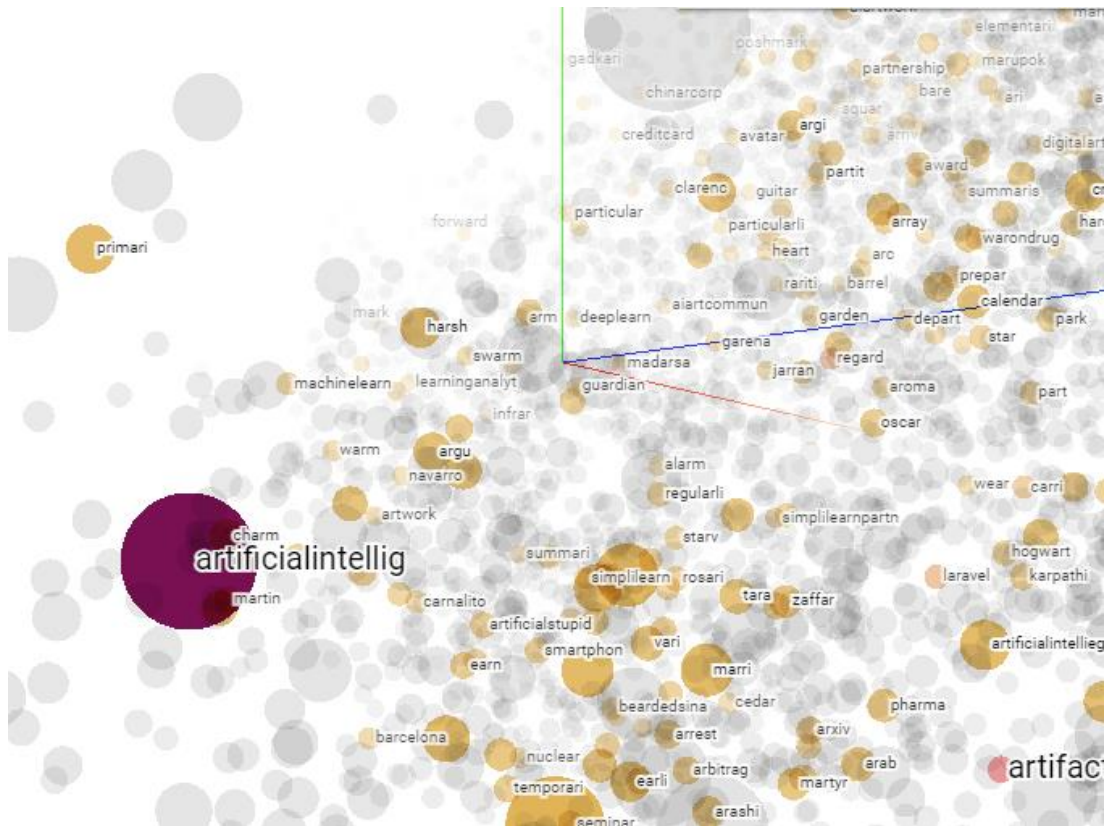 elementari
poshmark
gadkari
partnership
marupok
chinarcorp
bare
ari
squar
creditcard
avatar
argi
amv
digitalart
partit
award
clarenc
guitar
summaris
particular
array
forward
particularli
heart
warondrug
arc
prepar
rariti
barrel
calendar
mark
harsh
arm
deeplearn
aiartcommun
garden
depart
park
star
garena
swarm
madarsa
regard
machinelearn
learninganalyt
guardian
jarran
aroma
part
infrar
oscar
warm
argu
navarro
alarm
regularli
wear
carri
artwork
simplilearnpartn
charm
starv
artificialintellig
summari
simplilearn
rosari
hogwart
laravel
karpathi
martin
carnalito
tara
zaffar
artificialstupid
smartphon
vari
artificialintellieg
earn
marri
beardedsina
cedar
pharma
barcelona
arrest
arxiv
nuclear
arbitrag
arab
artifact
temporari
earli
martyr
seminar
arashi
primari